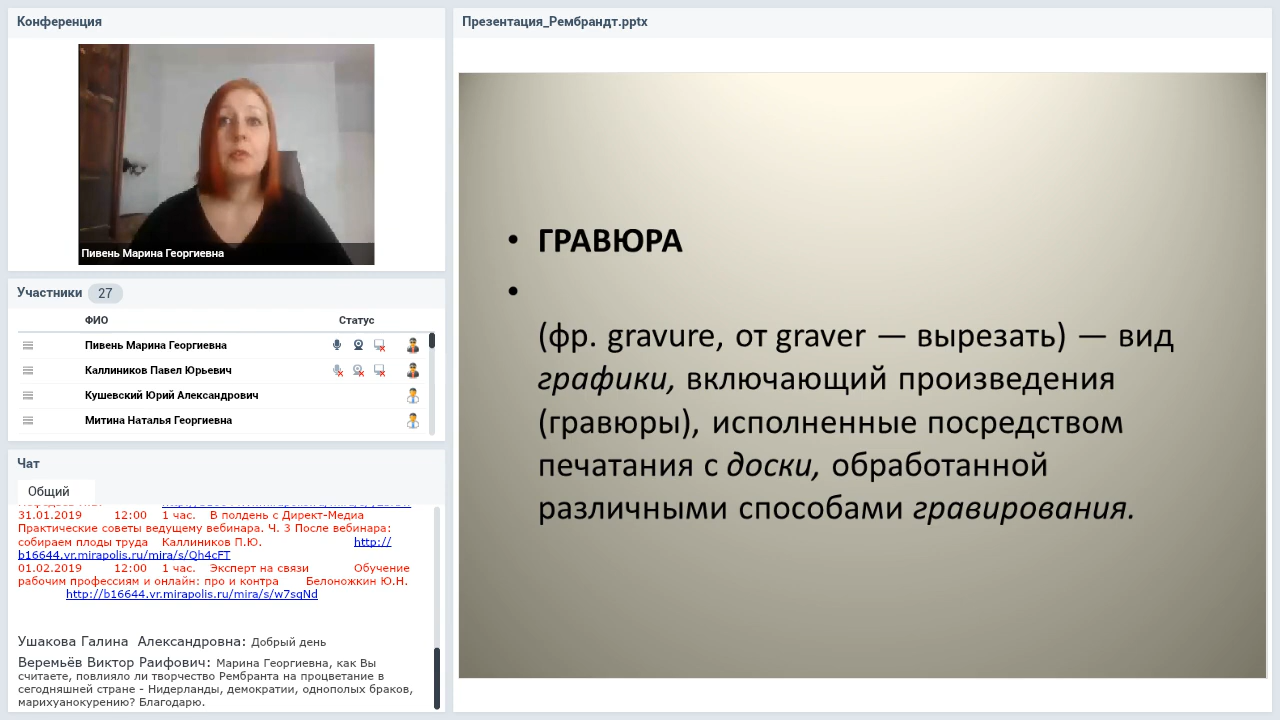 Конференция
Пивень Марина Георгиевна
Участники 27
ФИО Статус
Пивень Марина Георгиевна
Каллиников Павел Юрьевич
Кушевский Юрий Александрович
Митина Наталья Георгиевна
Чат
Общий
31.01.2019 12:00 1 час. В полдень с Директ-Медиа
Практические советы ведущему вебинара. Ч. 3 После вебинара:
собираем плоды труда Каллиников П.Ю. http://
b16644.vr.mirapolis.ru/mira/s/Qh4cFT
01.02.2019 12:00 1 час. Эксперт на связи Обучение
рабочим профессиям и онлайн: про и контра Белоножкин Ю.Н.
http://b16644.vr.mirapolis.ru/mira/s/w7sqNd
Ушакова Галина Александровна: Добрый день
Веремьёв Виктор Раифович: Марина Георгиевна, как Вы
считаете, повлияло ли творчество Рембранта на процветание в
сегодняшней стране - Нидерланды, демократии, однополых браков,
марихуанокурению? Благодарю.
Презентация_Рембрандт.pptx
• ГРАВЮРА
•
(фр. gravure, от graver — вырезать) — вид
графики, включающий произведения
(гравюры), исполненные посредством
печатания с доски, обработанной
различными способами гравирования.